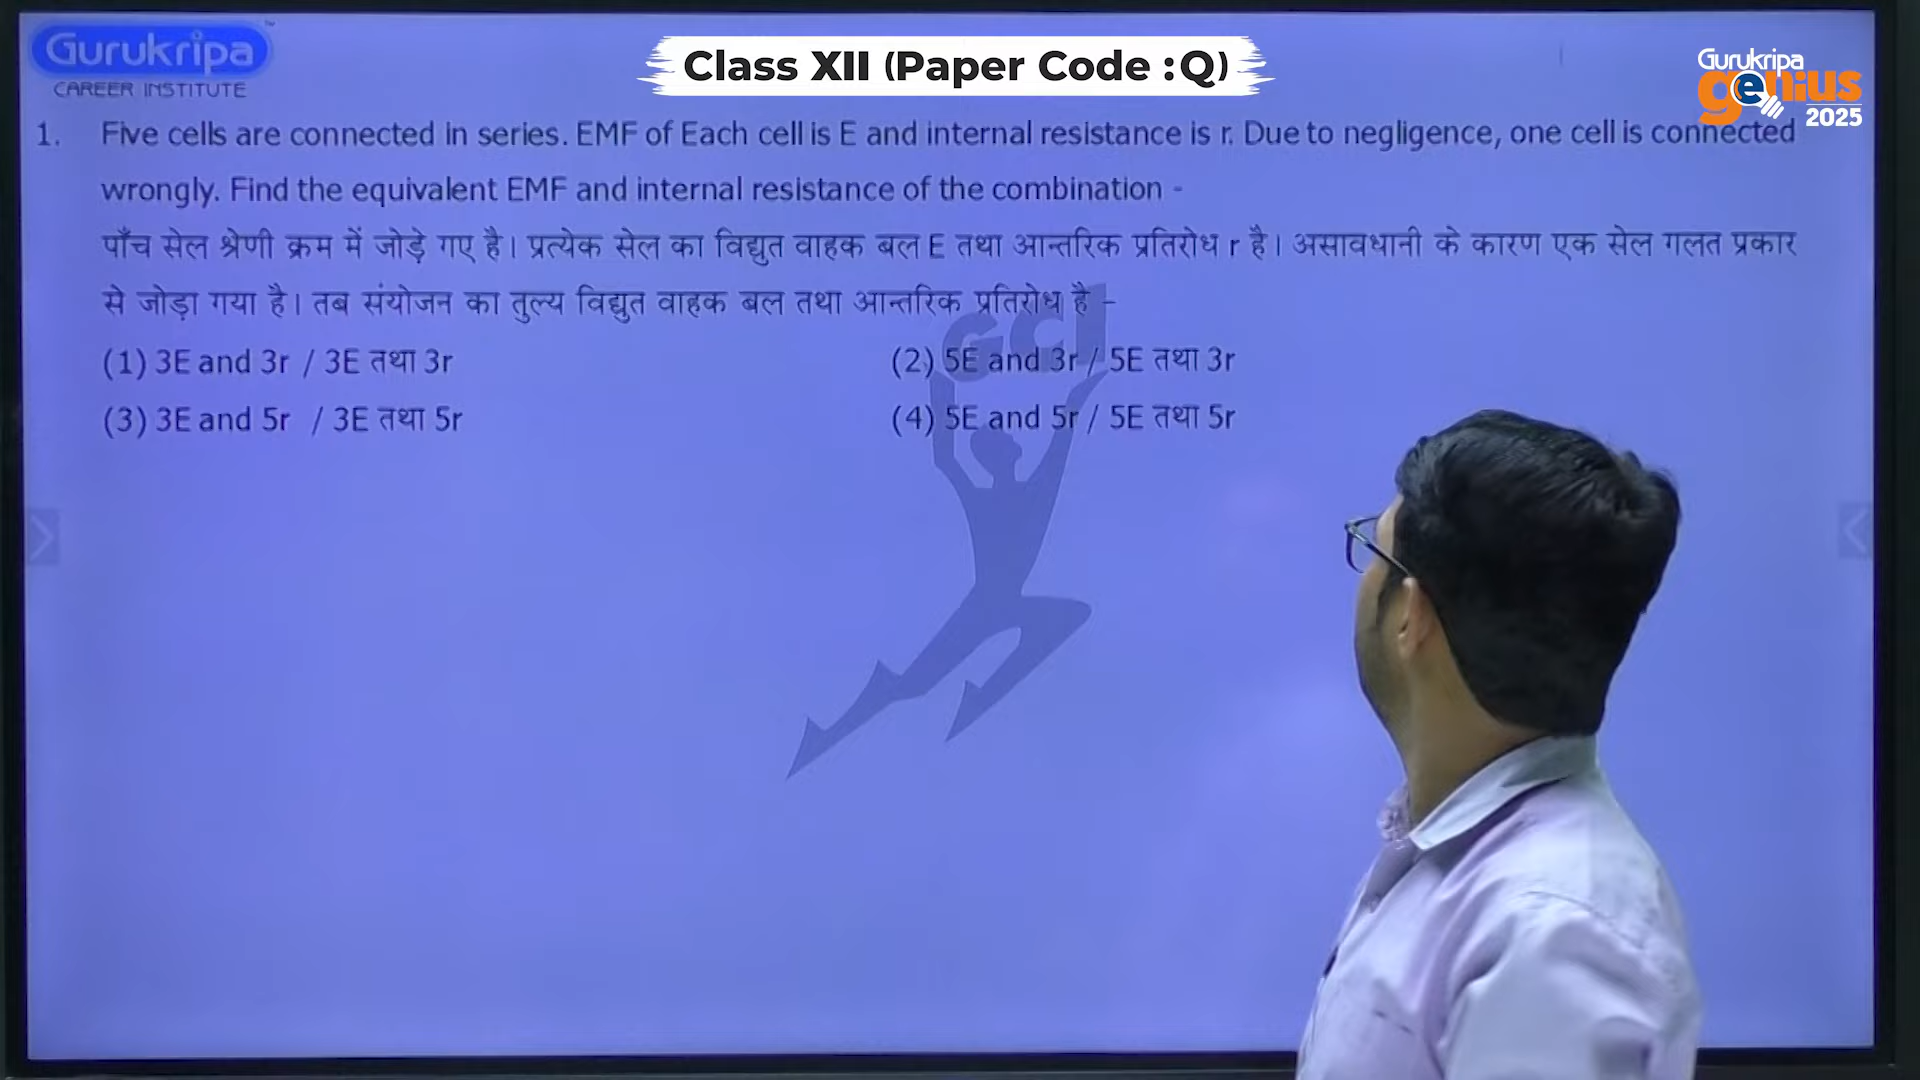 Gurukripa™
CAREER INSTITUTE
Class XII (Paper Code :Q)
Gurukripa
genius
2025
1. Five cells are connected in series. EMF of Each cell is E and internal resistance is r. Due to negligence, one cell is connected
wrongly. Find the equivalent EMF and internal resistance of the combination -
पाँच सेल श्रेणी क्रम में जोड़े गए है। प्रत्येक सेल का विद्युत वाहक बल E तथा आन्तरिक प्रतिरोध r है। असावधानी के कारण एक सेल गलत प्रकार
से जोड़ा गया है। तब संयोजन का तुल्य विद्युत वाहक बल तथा आन्तरिक प्रतिरोध है –
GCI
(1) 3E and 3r / 3E तथा 3r (2) 5E and 3r / 5E तथा 3r
(3) 3E and 5r / 3E तथा 5r (4) 5E and 5r / 5E तथा 5r